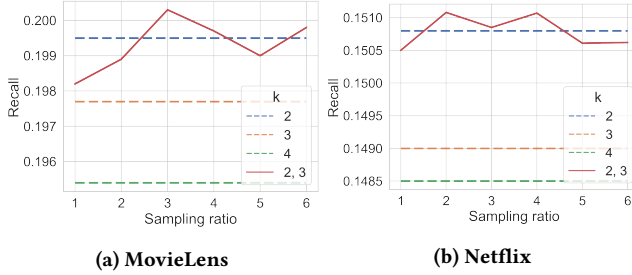 0.200
0.199
0.198
0.197
0.196
Recall
k
2
3
4
2, 3
1 2 3 4 5 6
Sampling ratio
(a) MovieLens
0.1510
0.1505
0.1500
0.1495
0.1490
0.1485
Recall
k
2
3
4
2, 3
1 2 3 4 5 6
Sampling ratio
(b) Netflix